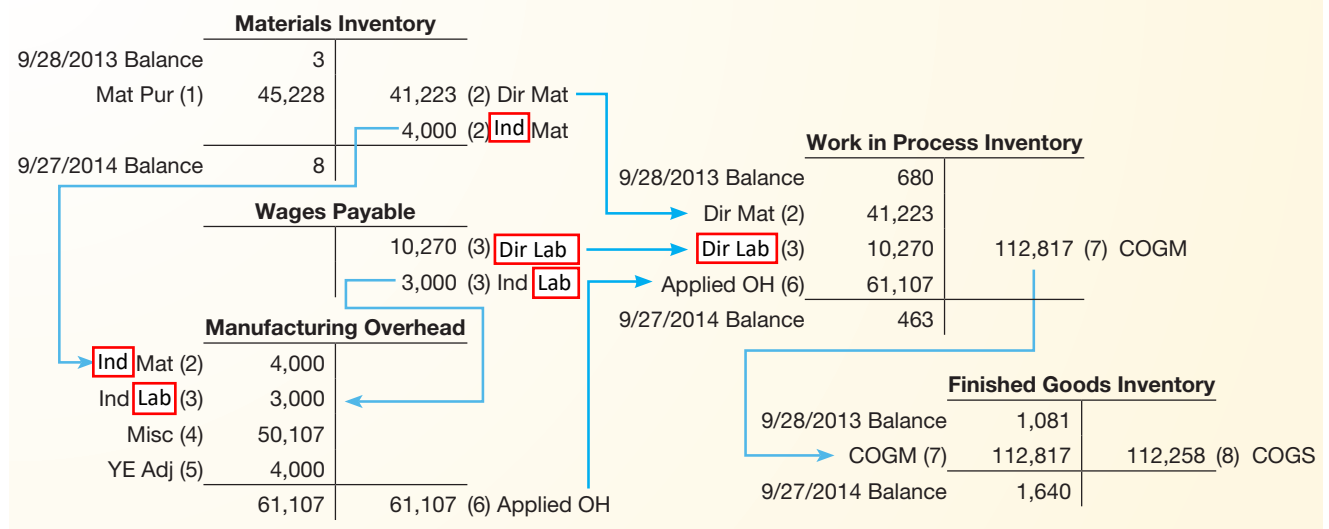 Materials Inventory
9/28/2013 Balance 3
Mat Pur (1) 45,228 41,223 (2) Dir Mat
4,000 (2) Ind Mat
9/27/2014 Balance 8
Wages Payable
10,270 (3) Dir Lab
3,000 (3) Ind Lab
Manufacturing Overhead
Ind Mat (2) 4,000
Ind Lab (3) 3,000
Misc (4) 50,107
YE Adj (5) 4,000
61,107 61,107 (6) Applied OH
Work in Process Inventory
9/28/2013 Balance 680
Dir Mat (2) 41,223
Dir Lab (3) 10,270 112,817 (7) COGM
Applied OH (6) 61,107
9/27/2014 Balance 463
Finished Goods Inventory
9/28/2013 Balance 1,081
COGM (7) 112,817 112,258 (8) COGS
9/27/2014 Balance 1,640